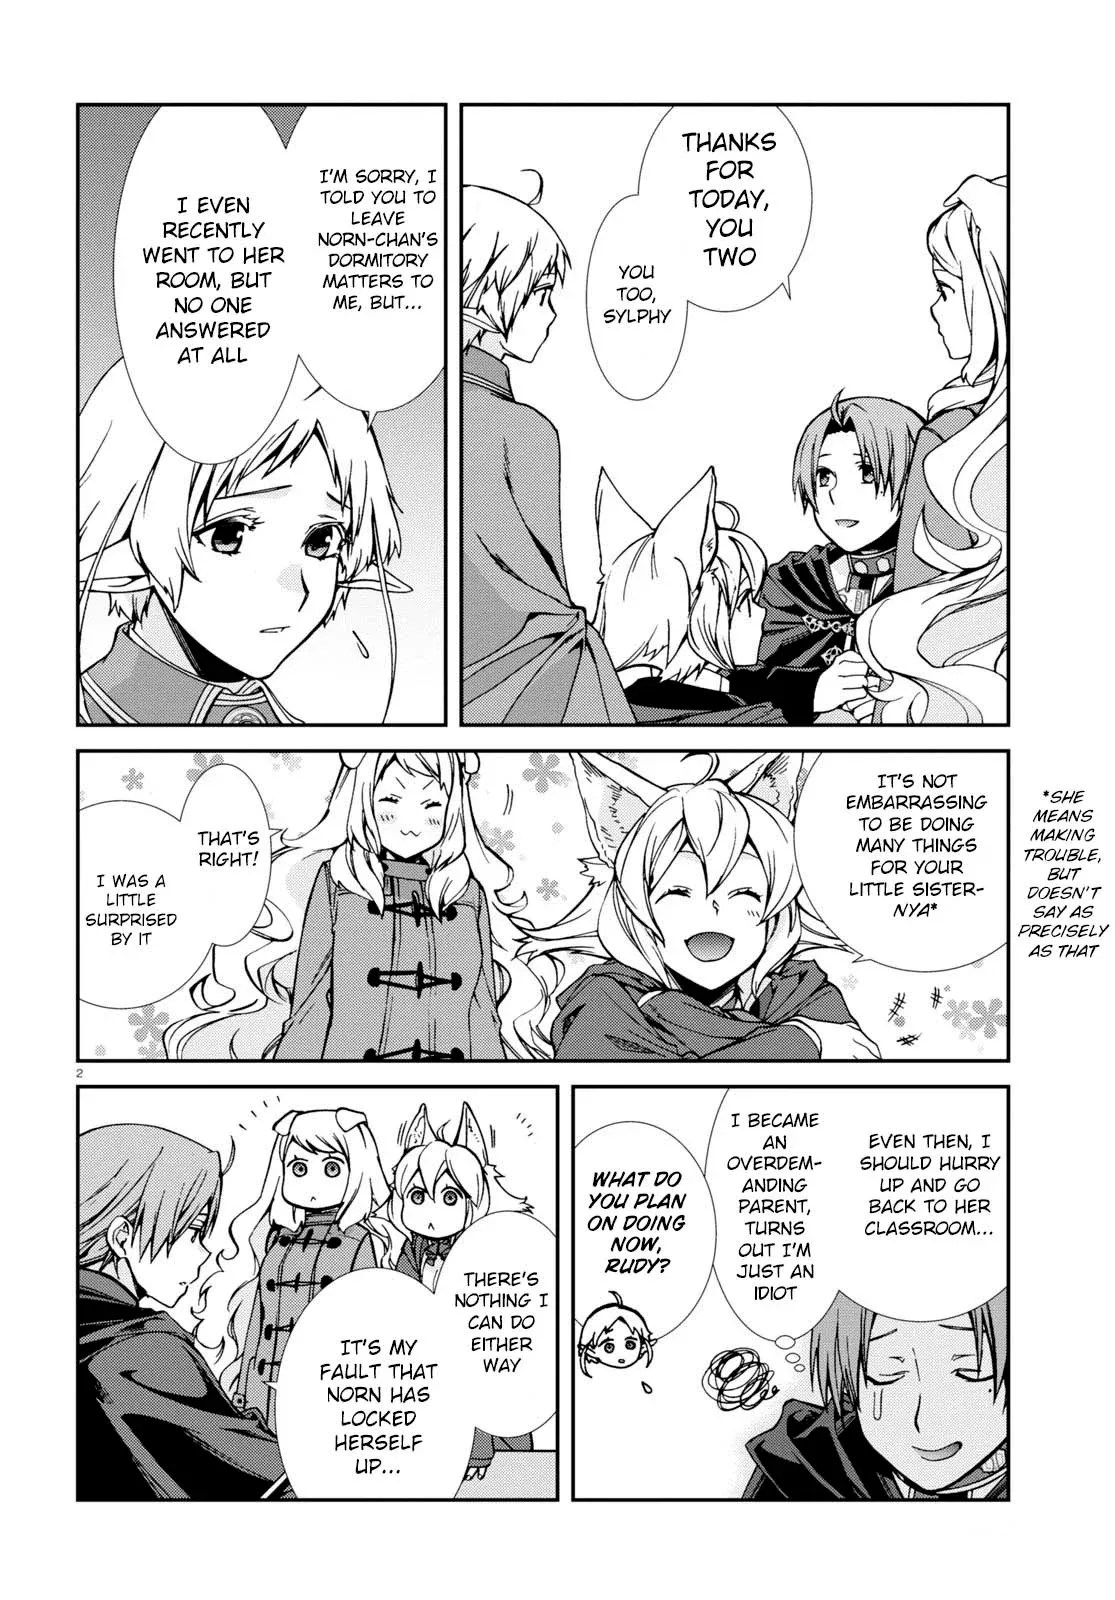 THANKS
FOR
TODAY,
YOU
TWO
YOU
TOO,
SYLPHY
I'M SORRY, I
TOLD YOU TO
LEAVE
NORN-CHAN'S
DORMITORY
MATTERS TO
ME, BUT...
I EVEN
RECENTLY
WENT TO HER
ROOM, BUT
NO ONE
ANSWERED
AT ALL
*SHE
MEANS
MAKING
TROUBLE,
BUT
DOESN'T
SAY AS
PRECISELY
AS THAT
IT'S NOT
EMBARRASSING
TO BE DOING
MANY THINGS
FOR YOUR
LITTLE SISTER-
NYA*
THAT'S
RIGHT!
I WAS A
LITTLE
SURPRISED
BY IT
2
EVEN THEN, I
SHOULD HURRY
UP AND GO
BACK TO HER
CLASSROOM...
I BECAME
AN
OVERDEM-
ANDING
PARENT,
TURNS
OUT I'M
JUST AN
IDIOT
WHAT DO
YOU PLAN
ON DOING
NOW,
RUDY?
THERE'S
NOTHING I
CAN DO
EITHER
WAY
IT'S MY
FAULT THAT
NORN HAS
LOCKED
HERSELF
UP...